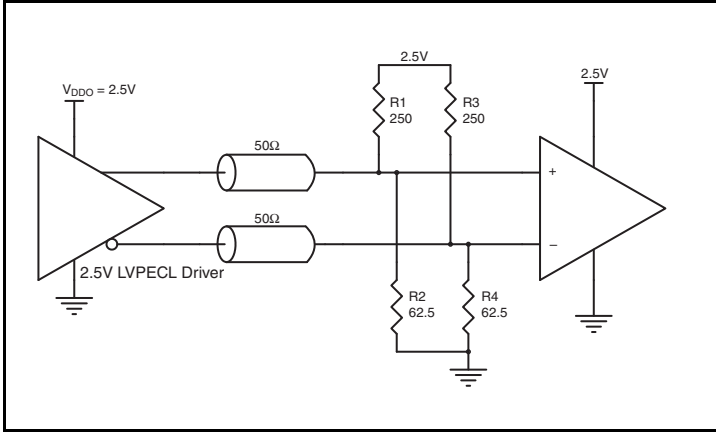 2.5V
V_DDO = 2.5V
2.5V
R1
250
R3
250
50Ω
+
50Ω
−
2.5V LVPECL Driver
R2
62.5
R4
62.5